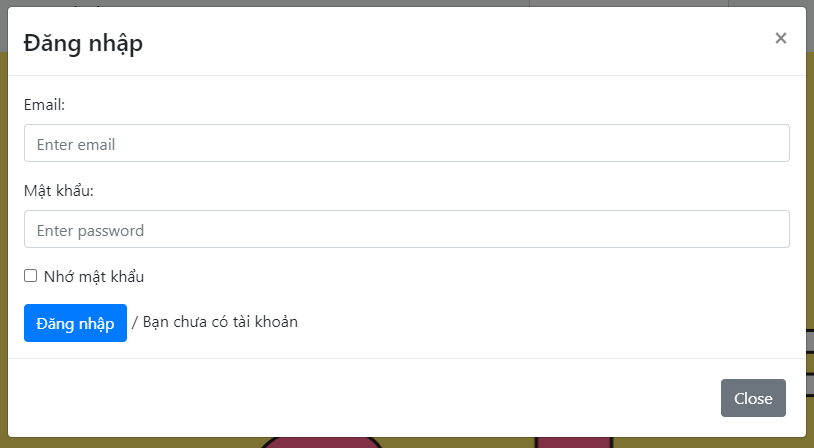 Đăng nhập ×
Email:
Enter email
Mật khẩu:
Enter password
Nhớ mật khẩu
Đăng nhập / Bạn chưa có tài khoản
Close